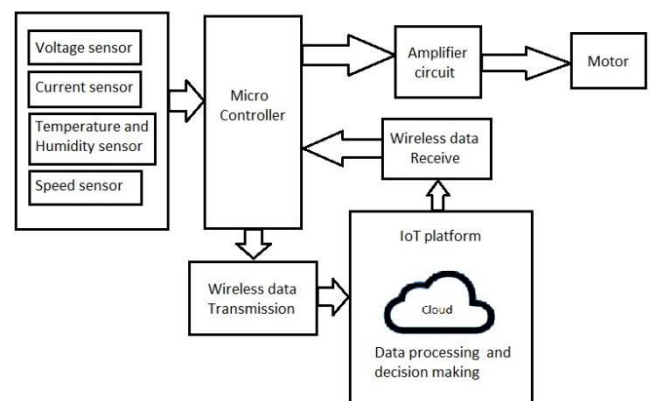 Voltage sensor
Current sensor
Temperature and
Humidity sensor
Speed sensor
Micro
Controller
Amplifier
circuit
Motor
Wireless data
Receive
Wireless data
Transmission
IoT platform
Cloud
Data processing and
decision making